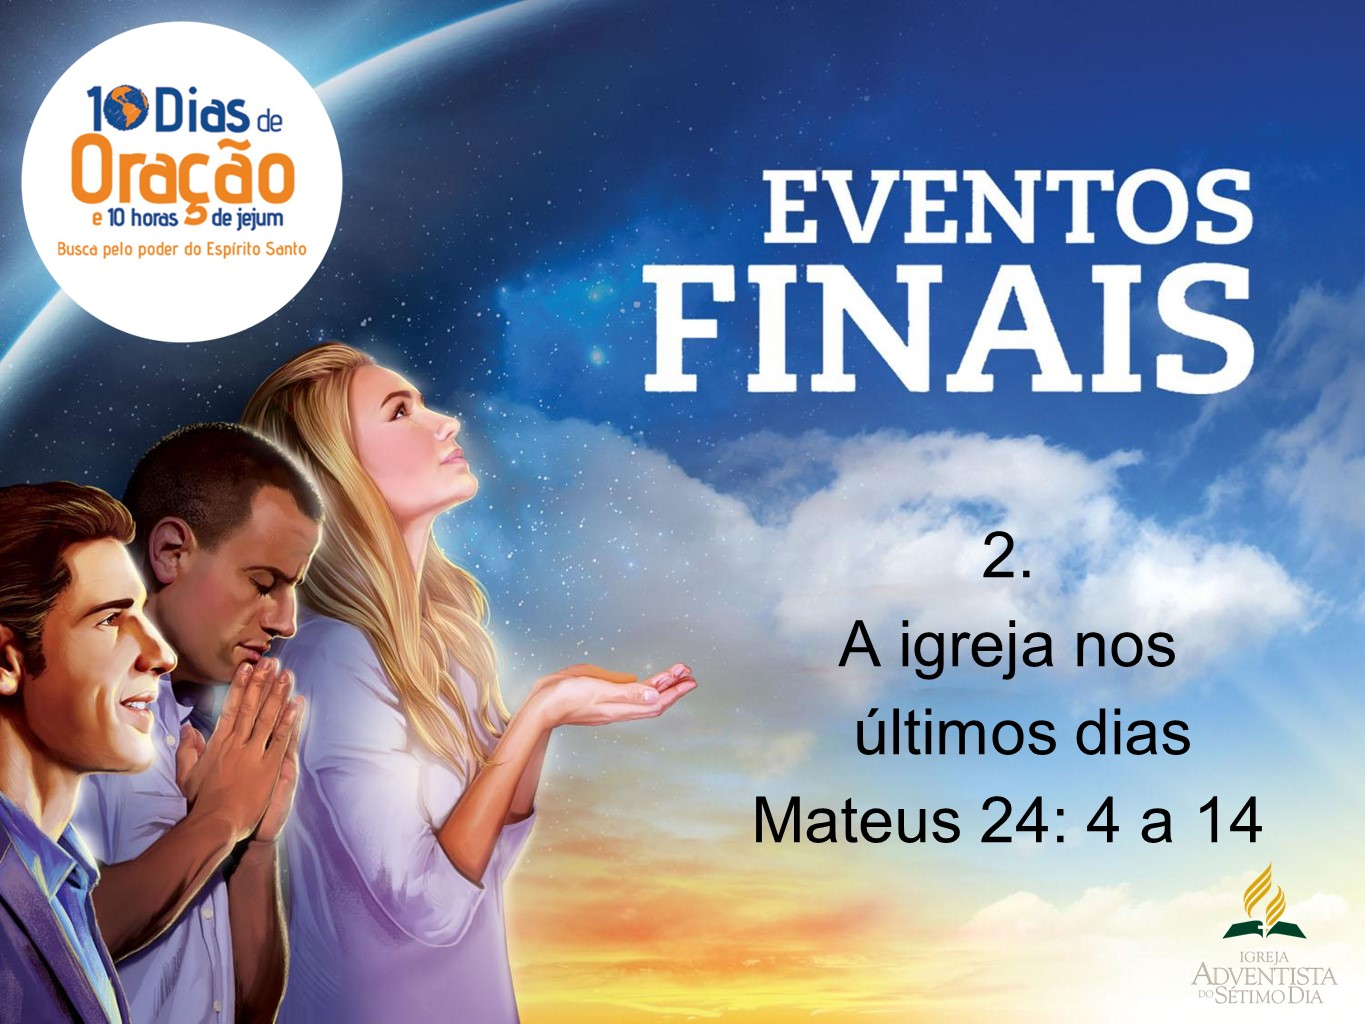 10 Dias de
Oração
e 10 horas de jejum
Busca pelo poder do Espírito Santo
EVENTOS
FINAIS
2.
A igreja nos
últimos dias
Mateus 24: 4 a 14
IGREJA
ADVENTISTA
DO SÉTIMO DIA